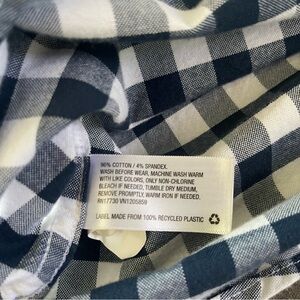 96% COTTON / 4% SPANDEX.
WASH BEFORE WEAR, MACHINE WASH WARM
WITH LIKE COLORS, ONLY NON-CHLORINE
BLEACH IF NEEDED, TUMBLE DRY MEDIUM,
REMOVE PROMPTLY, WARM IRON IF NEEDED.
RN17730 VN1205859
LABEL MADE FROM 100% RECYCLED PLASTIC